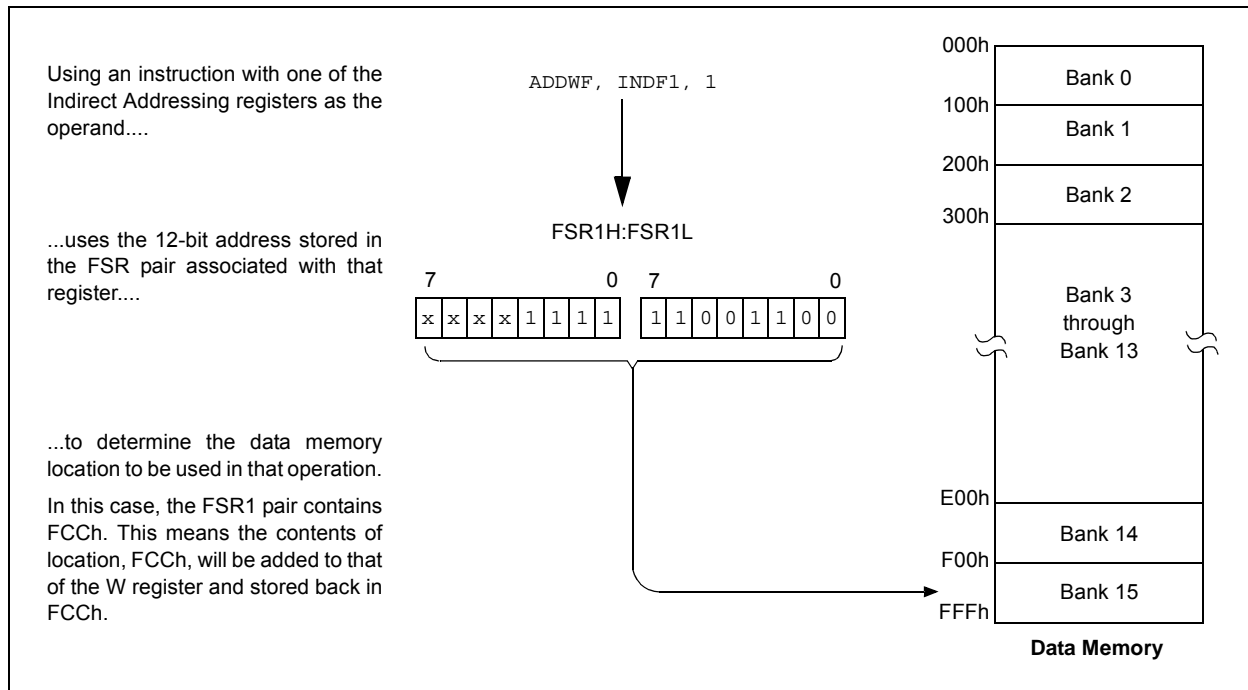 Using an instruction with one of the
Indirect Addressing registers as the
operand....
ADDWF, INDF1, 1
...uses the 12-bit address stored in
the FSR pair associated with that
register....
FSR1H:FSR1L
7 0 7 0
x x x x 1 1 1 1 1 1 0 0 1 1 0 0
...to determine the data memory
location to be used in that operation.
In this case, the FSR1 pair contains
FCCh. This means the contents of
location, FCCh, will be added to that
of the W register and stored back in
FCCh.
000h
Bank 0
100h
Bank 1
200h
Bank 2
300h
Bank 3
through
Bank 13
E00h
Bank 14
F00h
Bank 15
FFFh
Data Memory